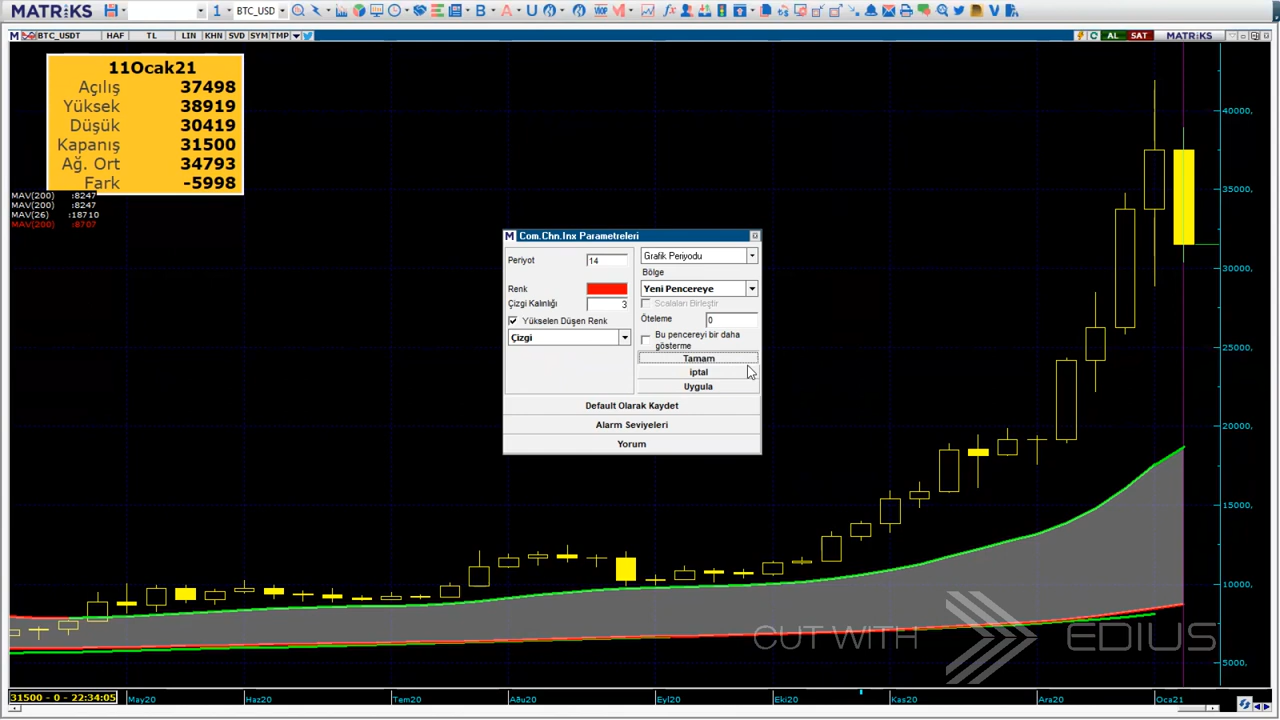 MATRiKS 1 BTC_USD B A U
M BTC_USDT HAF TL LIN KHN SVD SYM TMP AL SAT MATRiKS
11Ocak21
Açılış 37498
Yüksek 38919
Düşük 30419
Kapanış 31500
Ağ. Ort 34793
Fark -5998
MAV(200) :8247
MAV(200) :8247
MAV(26) :18710
MAV(200) :8707
M Com.Chn.Inx Parametreleri
Periyot 14
Grafik Periyodu
Bölge
Renk
Yeni Pencereye
Çizgi Kalınlığı 3
Scalaları Birleştir
Yükselen Düşen Renk
Öteleme 0
Çizgi
Bu pencereyi bir daha
gösterme
Tamam
iptal
Uygula
Default Olarak Kaydet
Alarm Seviyeleri
Yorum
40000,
35000,
30000,
25000,
20000,
15000,
10000,
5000,
CUT WITH EDIUS
31500 - 0 - 22:34:05 May20 Haz20 Tem20 Ağu20 Eyl20 Eki20 Kas20 Ara20 Oca21